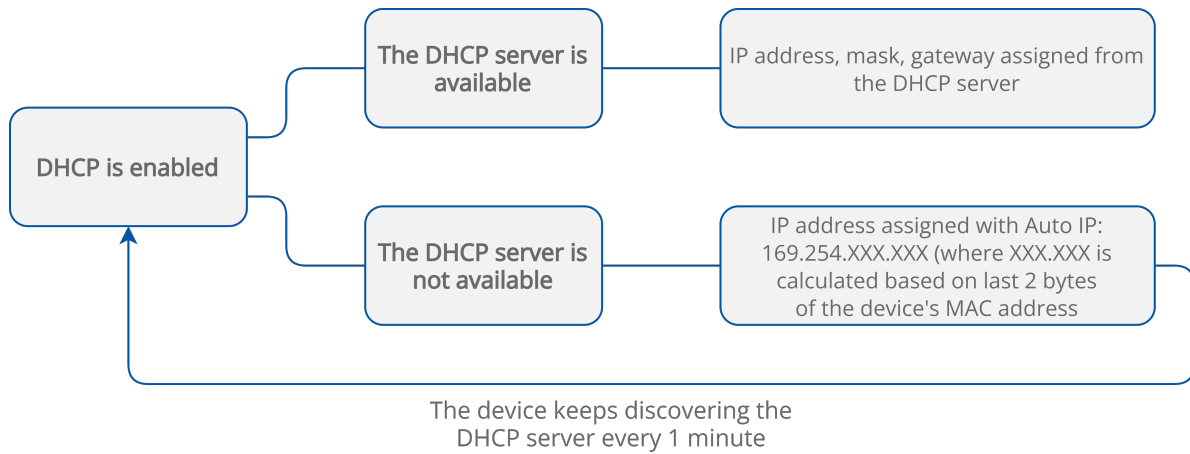 The DHCP server is
available
IP address, mask, gateway assigned from
the DHCP server
DHCP is enabled
The DHCP server is
not available
IP address assigned with Auto IP:
169.254.XXX.XXX (where XXX.XXX is
calculated based on last 2 bytes
of the device's MAC address
The device keeps discovering the
DHCP server every 1 minute